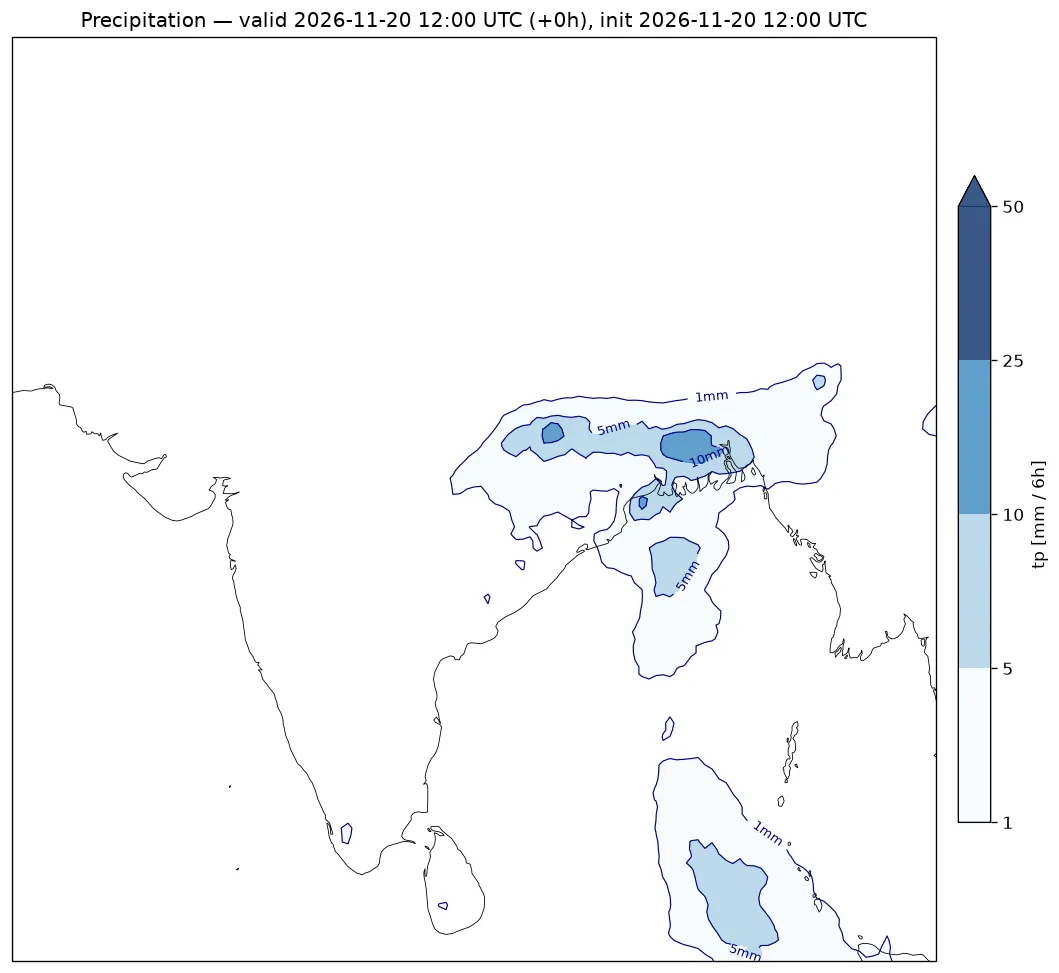 Precipitation — valid 2026-11-20 12:00 UTC (+0h), init 2026-11-20 12:00 UTC
50
25
10
5
1
tp [mm / 6h]
1mm
5mm
10mm
5mm
1mm
5mm